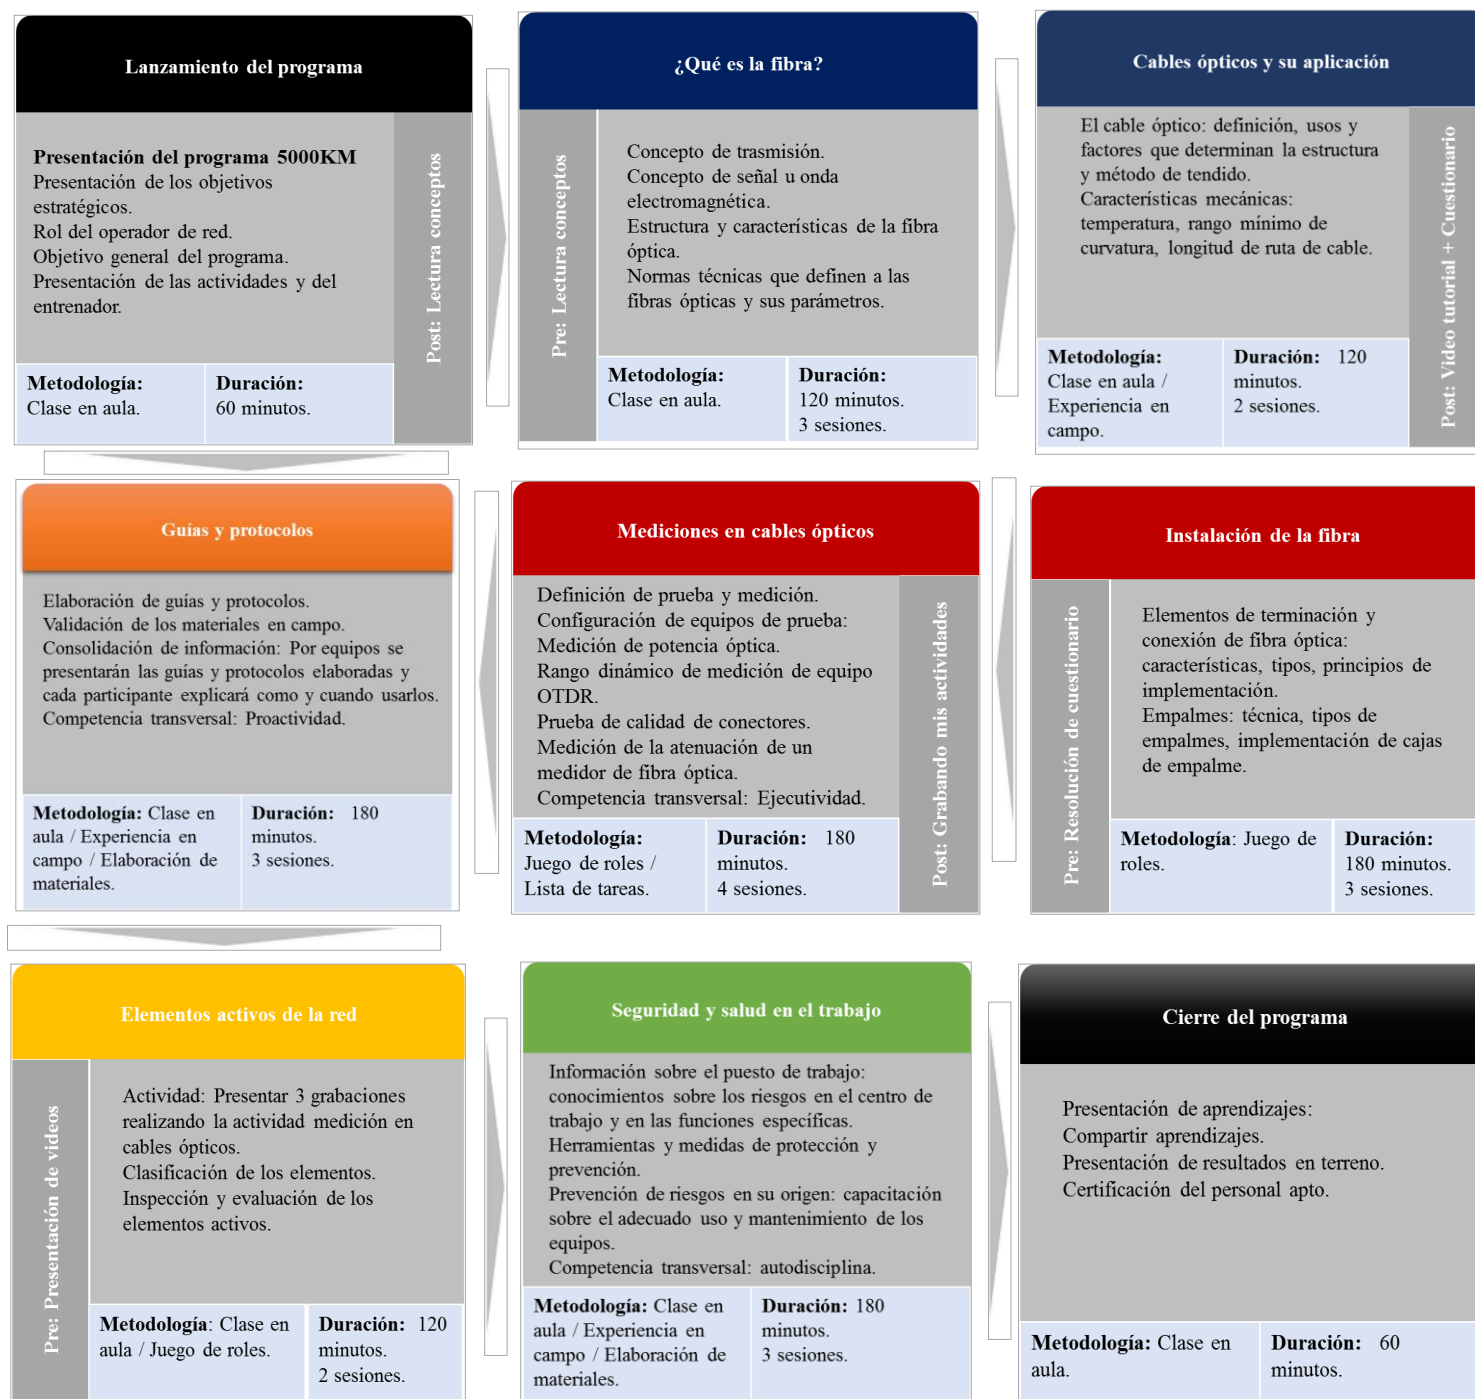 Lanzamiento del programa
Presentación del programa 5000KM
Presentación de los objetivos
estratégicos.
Rol del operador de red.
Objetivo general del programa.
Presentación de las actividades y del
entrenador.
Post: Lectura conceptos
Metodología:
Clase en aula.
Duración:
60 minutos.
¿Qué es la fibra?
Pre: Lectura conceptos
Concepto de trasmisión.
Concepto de señal u onda
electromagnética.
Estructura y características de la fibra
óptica.
Normas técnicas que definen a las
fibras ópticas y sus parámetros.
Metodología:
Clase en aula.
Duración:
120 minutos.
3 sesiones.
Cables ópticos y su aplicación
El cable óptico: definición, usos y
factores que determinan la estructura
y método de tendido.
Características mecánicas:
temperatura, rango mínimo de
curvatura, longitud de ruta de cable.
Post: Video tutorial + Cuestionario
Metodología:
Clase en aula /
Experiencia en
campo.
Duración: 120
minutos.
2 sesiones.
Guías y protocolos
Elaboración de guías y protocolos.
Validación de los materiales en campo.
Consolidación de información: Por equipos se
presentarán las guías y protocolos elaboradas y
cada participante explicará como y cuando usarlos.
Competencia transversal: Proactividad.
Metodología: Clase en
aula / Experiencia en
campo / Elaboración de
materiales.
Duración: 180
minutos.
3 sesiones.
Mediciones en cables ópticos
Definición de prueba y medición.
Configuración de equipos de prueba:
Medición de potencia óptica.
Rango dinámico de medición de equipo
OTDR.
Prueba de calidad de conectores.
Medición de la atenuación de un
medidor de fibra óptica.
Competencia transversal: Ejecutividad.
Post: Grabando mis actividades
Metodología:
Juego de roles /
Lista de tareas.
Duración: 180
minutos.
4 sesiones.
Instalación de la fibra
Pre: Resolución de cuestionario
Elementos de terminación y
conexión de fibra óptica:
características, tipos, principios de
implementación.
Empalmes: técnica, tipos de
empalmes, implementación de cajas
de empalme.
Metodología: Juego de
roles.
Duración:
180 minutos.
3 sesiones.
Elementos activos de la red
Pre: Presentación de videos
Actividad: Presentar 3 grabaciones
realizando la actividad medición en
cables ópticos.
Clasificación de los elementos.
Inspección y evaluación de los
elementos activos.
Metodología: Clase en
aula / Juego de roles.
Duración: 120
minutos.
2 sesiones.
Seguridad y salud en el trabajo
Información sobre el puesto de trabajo:
conocimientos sobre los riesgos en el centro de
trabajo y en las funciones específicas.
Herramientas y medidas de protección y
prevención.
Prevención de riesgos en su origen: capacitación
sobre el adecuado uso y mantenimiento de los
equipos.
Competencia transversal: autodisciplina.
Metodología: Clase en
aula / Experiencia en
campo / Elaboración de
materiales.
Duración: 180
minutos.
3 sesiones.
Cierre del programa
Presentación de aprendizajes:
Compartir aprendizajes.
Presentación de resultados en terreno.
Certificación del personal apto.
Metodología: Clase en
aula.
Duración: 60
minutos.